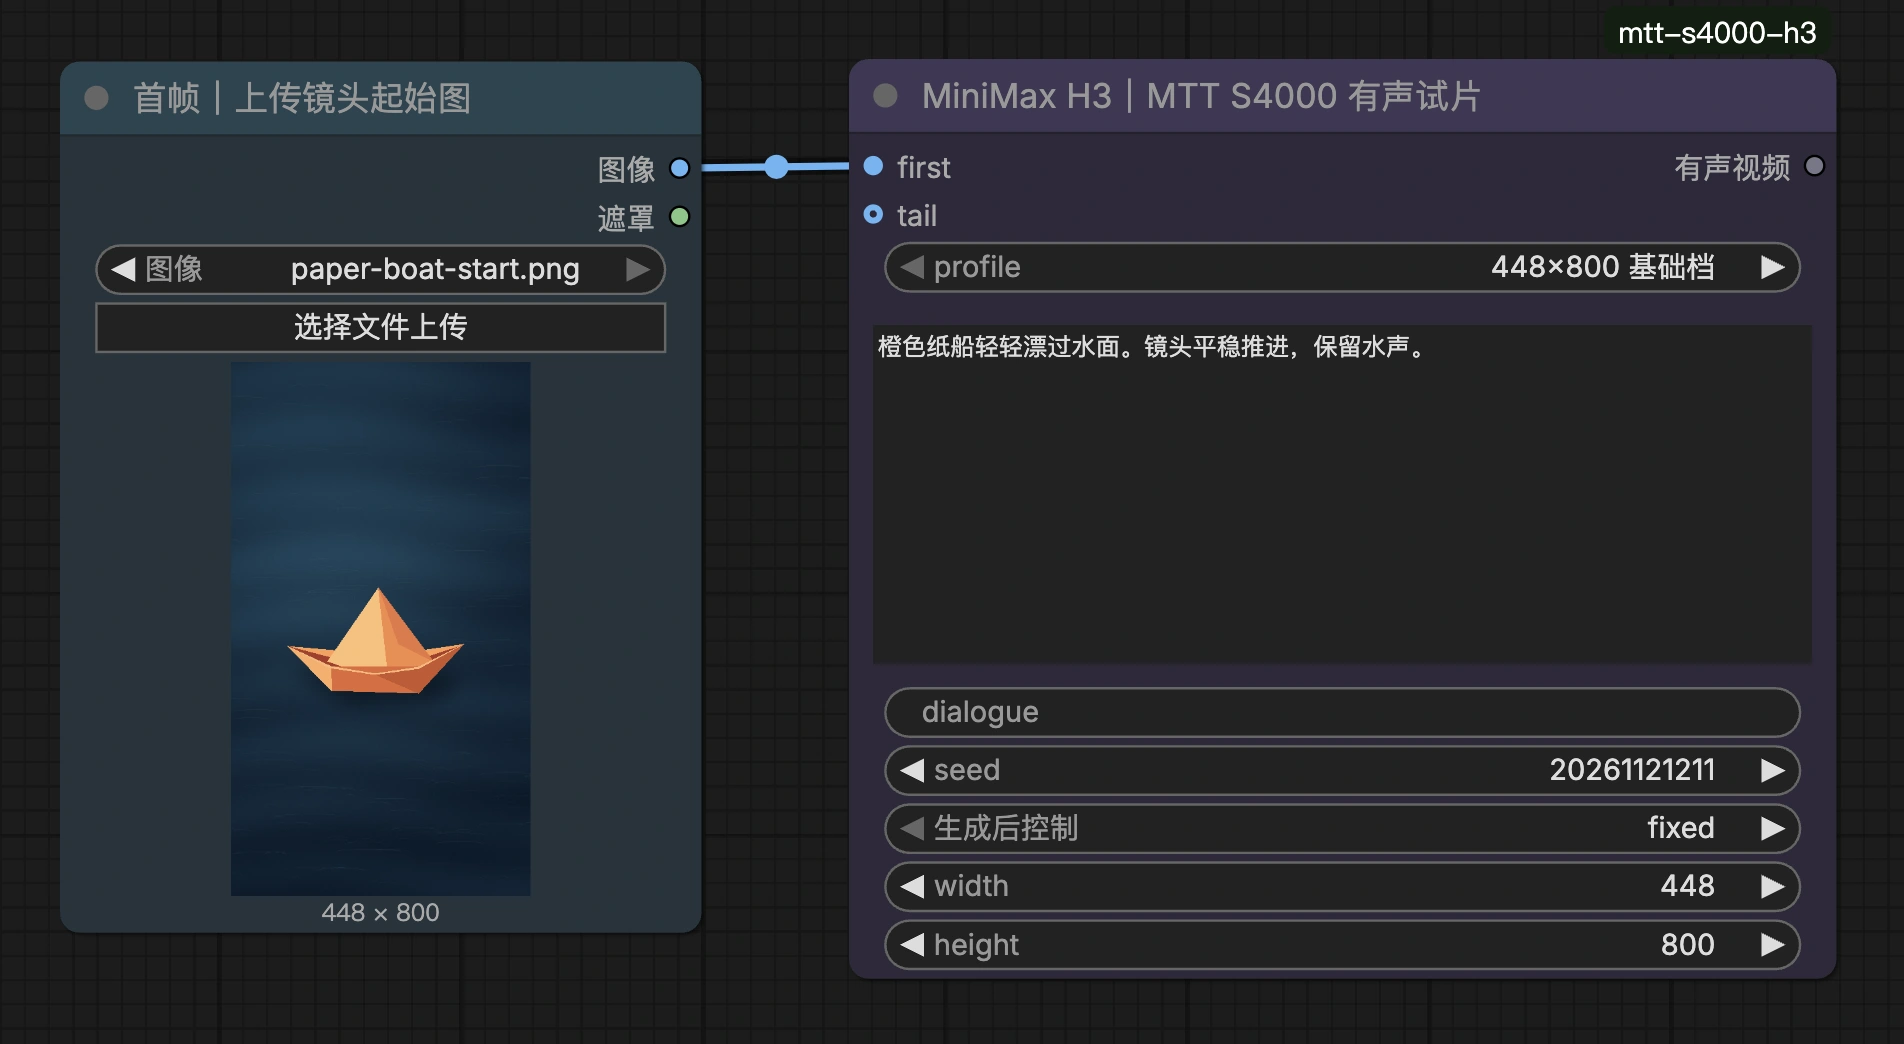 mtt-s4000-h3
首帧 | 上传镜头起始图
图像
遮罩
图像 paper-boat-start.png
选择文件上传
448 × 800
MiniMax H3 | MTT S4000 有声试片
first 有声视频
tail
profile 448×800 基础档
橙色纸船轻轻漂过水面。镜头平稳推进，保留水声。
dialogue
seed 20261121211
生成后控制 fixed
width 448
height 800